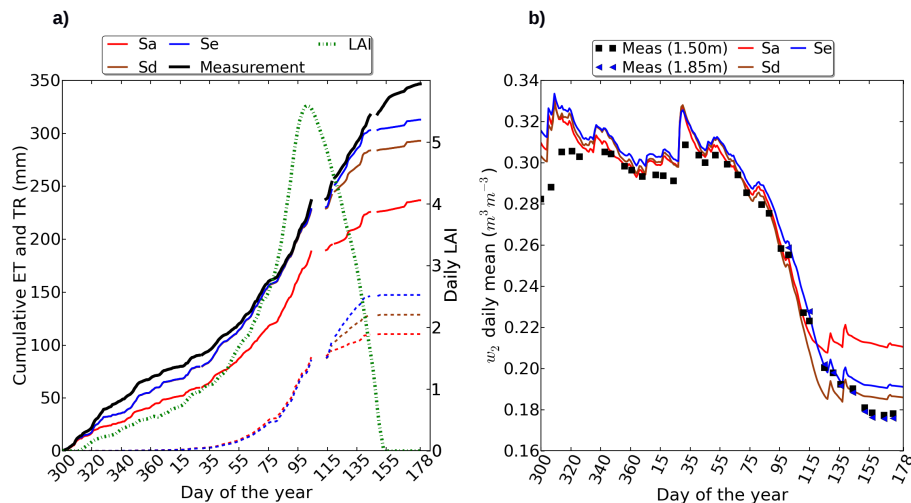 a)
Sa Se LAI
Sd Measurement
Cumulative ET and TR (mm)
350
300
250
200
150
100
50
0
Daily LAI
5
4
3
2
1
0
300 320 340 360 15 35 55 75 95 115 135 155 178
Day of the year
b)
Meas (1.50m) Sa Se
Meas (1.85m) Sd
w₂ daily mean (m³m⁻³)
0.34
0.32
0.30
0.28
0.26
0.24
0.22
0.20
0.18
0.16
300 320 340 360 15 35 55 75 95 115 135 155 178
Day of the year